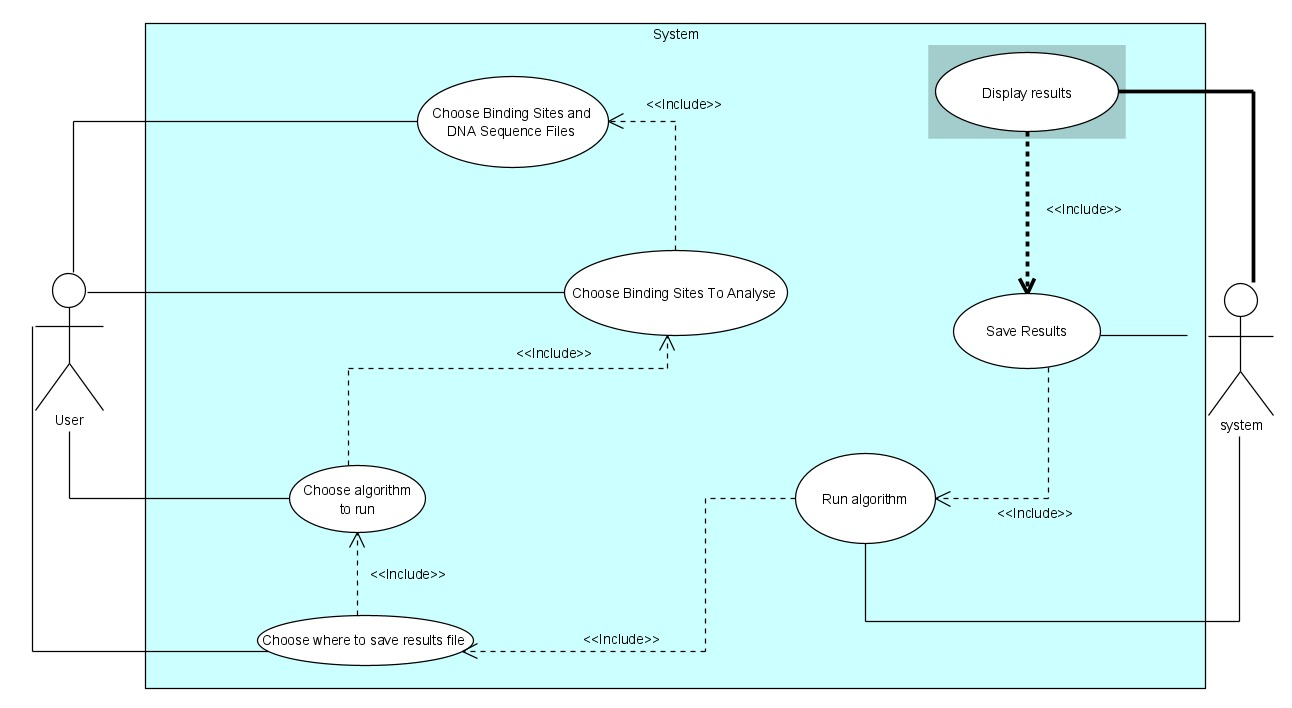 System
Choose Binding Sites and
DNA Sequence Files
<<Include>>
Display results
<<Include>>
Choose Binding Sites To Analyse
Save Results
<<Include>>
User
system
Choose algorithm
to run
Run algorithm
<<Include>>
<<Include>>
Choose where to save results file
<<Include>>